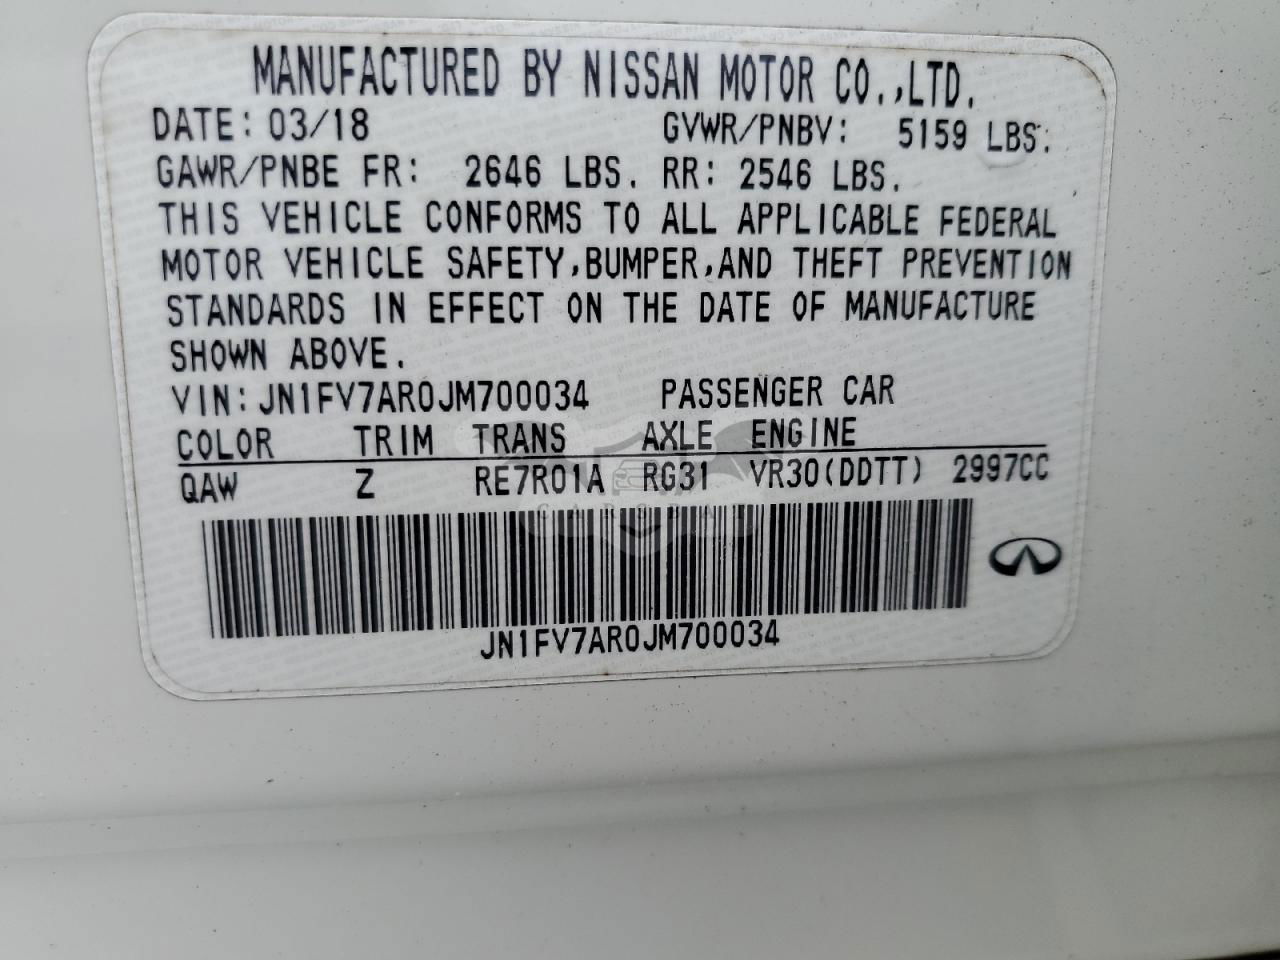 MANUFACTURED BY NISSAN MOTOR CO.,LTD.
DATE: 03/18 GVWR/PNBV: 5159 LBS.
GAWR/PNBE FR: 2646 LBS. RR: 2546 LBS.
THIS VEHICLE CONFORMS TO ALL APPLICABLE FEDERAL
MOTOR VEHICLE SAFETY,BUMPER,AND THEFT PREVENTION
STANDARDS IN EFFECT ON THE DATE OF MANUFACTURE
SHOWN ABOVE.
VIN: JN1FV7AR0JM700034 PASSENGER CAR
COLOR TRIM TRANS AXLE ENGINE
QAW Z RE7R01A RG31 VR30(DDTT) 2997CC
JN1FV7AR0JM700034